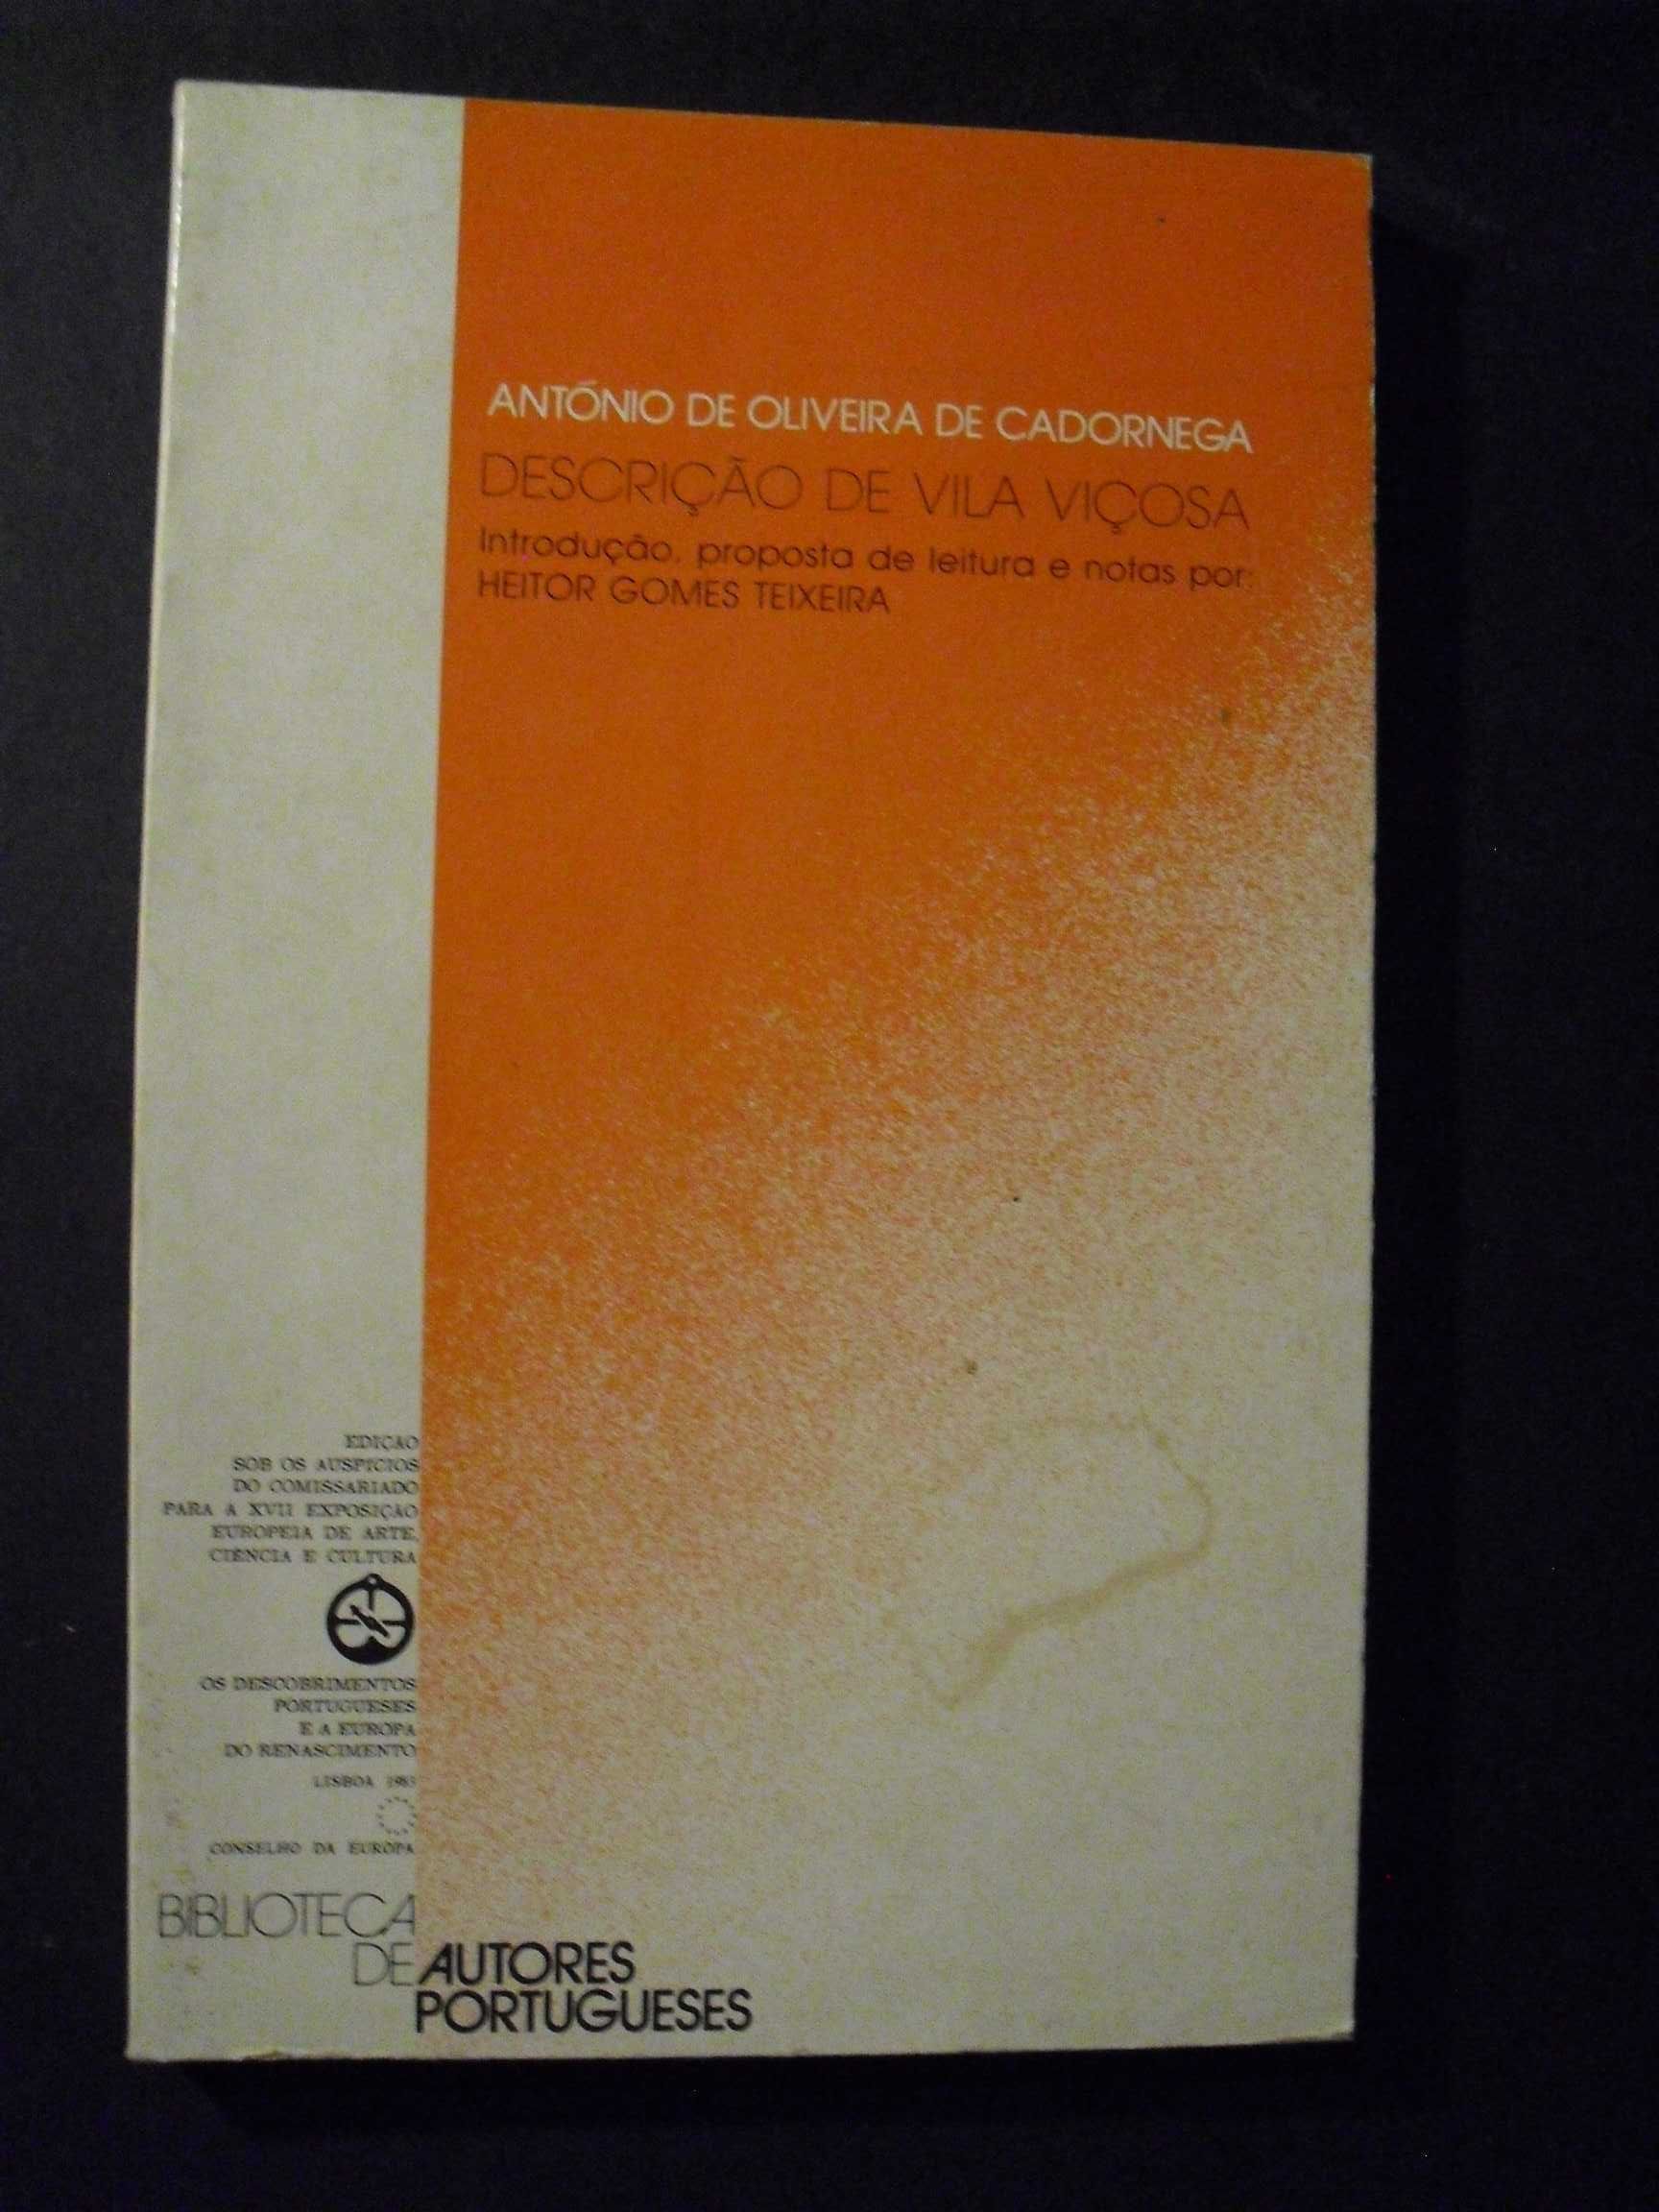 ANTÓNIO DE OLIVEIRA DE CADORNEGA
DESCRIÇÃO DE VILA VIÇOSA
Introdução, proposta de leitura e notas por:
HEITOR GOMES TEIXEIRA
EDIÇÃO
SOB OS AUSPÍCIOS
DO COMISSARIADO
PARA A XVII EXPOSIÇÃO
EUROPEIA DE ARTE,
CIÊNCIA E CULTURA
OS DESCOBRIMENTOS
PORTUGUESES
E A EUROPA
DO RENASCIMENTO
LISBOA 1983
CONSELHO DA EUROPA
BIBLIOTECA
DE AUTORES
PORTUGUESES